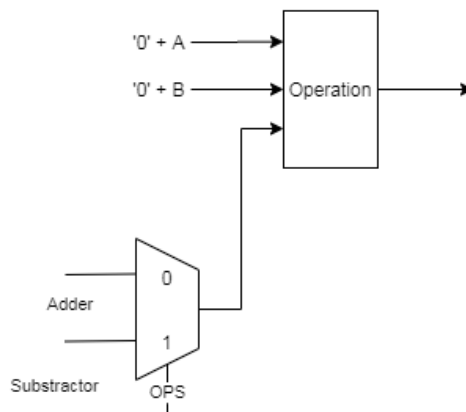 '0' + A
'0' + B
Operation
0
Adder
1
Substractor
OPS